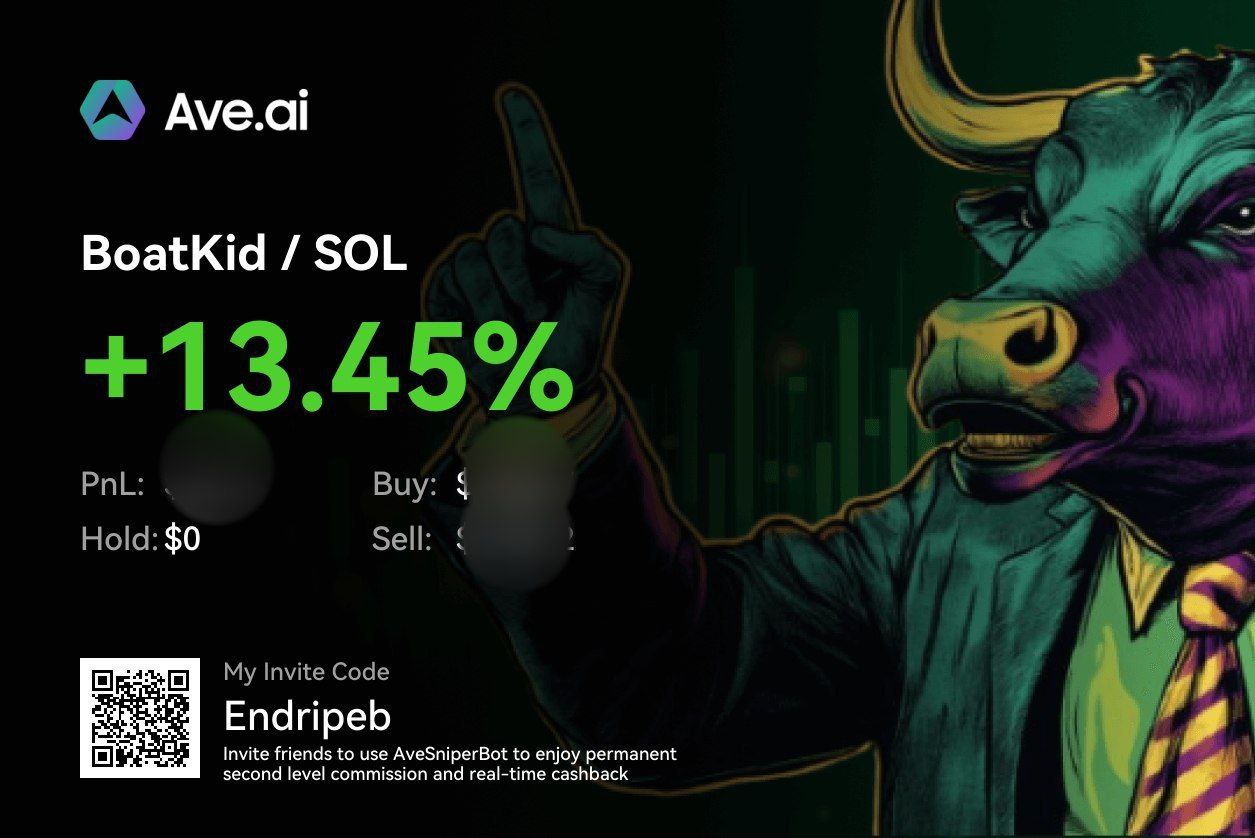 Ave.ai
BoatKid / SOL
+13.45%
PnL:
Buy: $
Hold: $0
Sell:
My Invite Code
Endripeb
Invite friends to use AveSniperBot to enjoy permanent
second level commission and real-time cashback